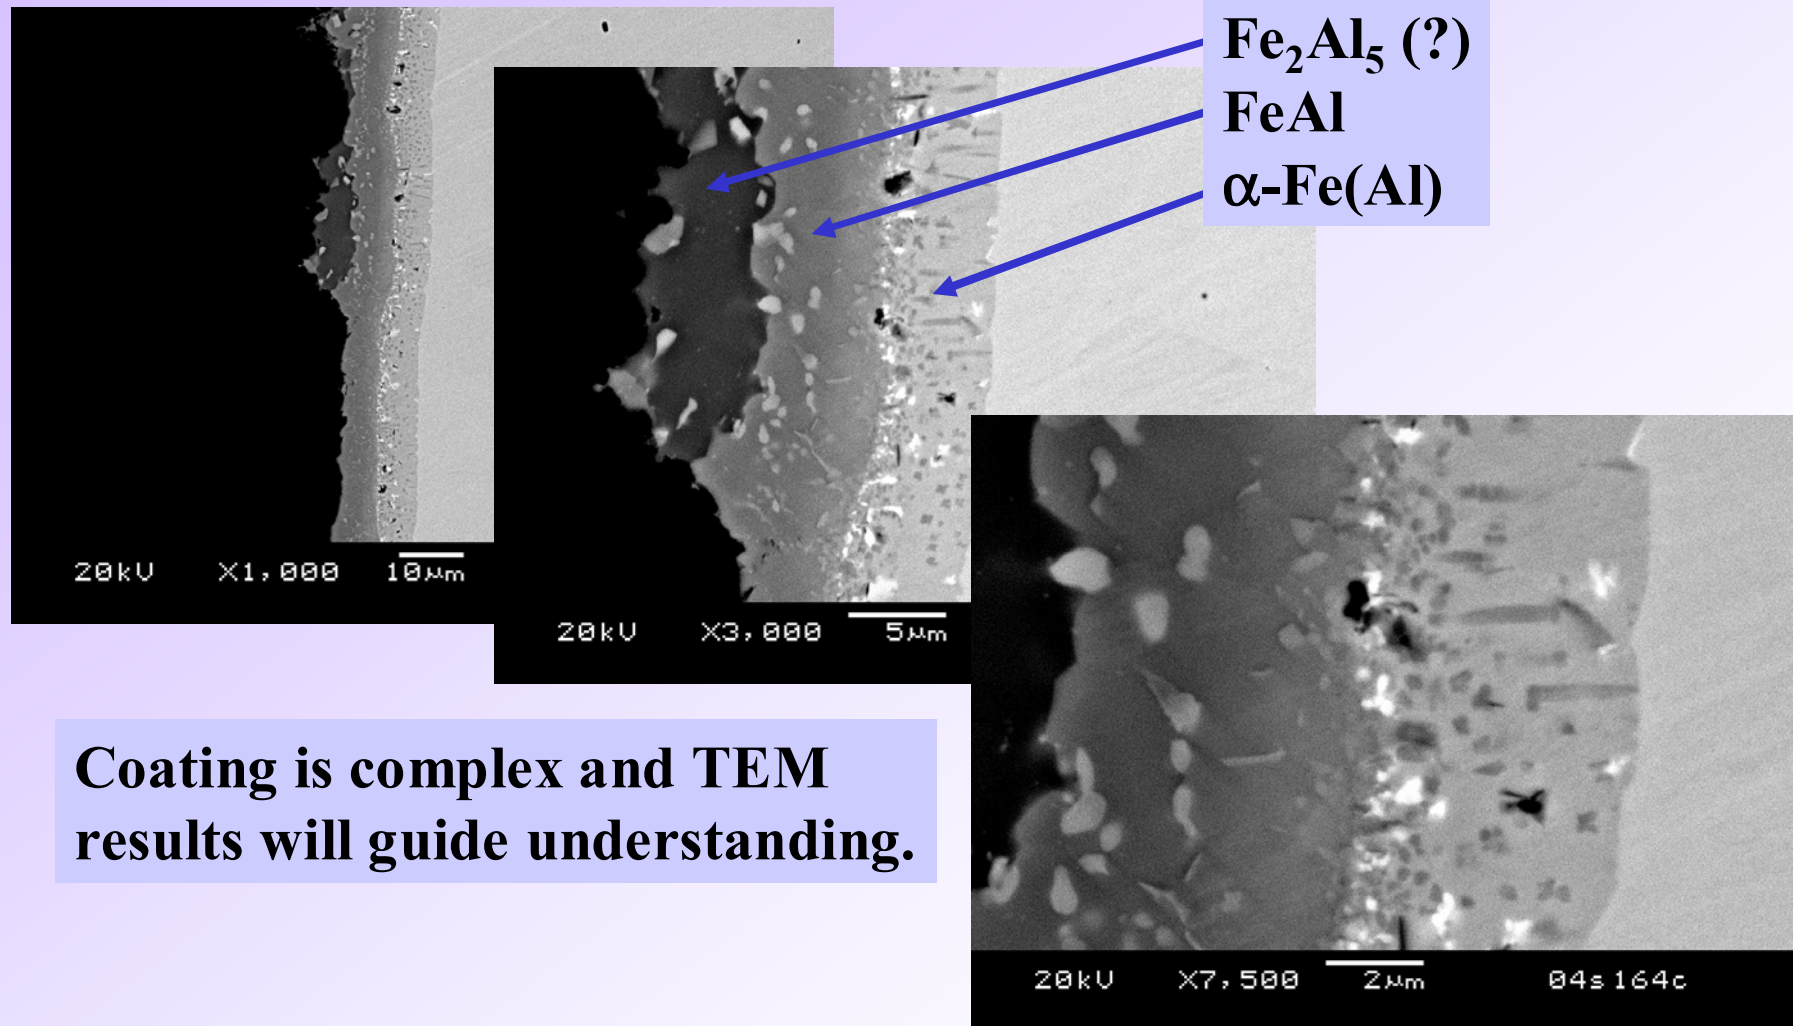 Fe₂Al₅ (?)
FeAl
α-Fe(Al)
20kV X1,000 10µm
20kV X3,000 5µm
20kV X7,500 2µm 04s164c
Coating is complex and TEM
results will guide understanding.